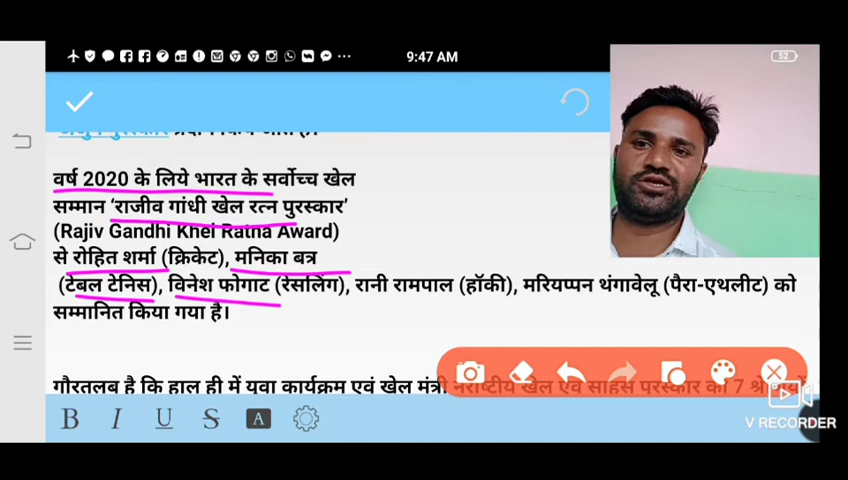 9:47 AM
52
वर्ष 2020 के लिये भारत के सर्वोच्च खेल
सम्मान ‘राजीव गांधी खेल रत्न पुरस्कार’
(Rajiv Gandhi Khel Ratna Award)
से रोहित शर्मा (क्रिकेट), मनिका बत्र
(टेबल टेनिस), विनेश फोगाट (रेसलिंग), रानी रामपाल (हॉकी), मरियप्पन थंगावेलू (पैरा-एथलीट) को
सम्मानित किया गया है।
गौरतलब है कि हाल ही में युवा कार्यक्रम एवं खेल मंत्री
B I U S A
V RECORDER